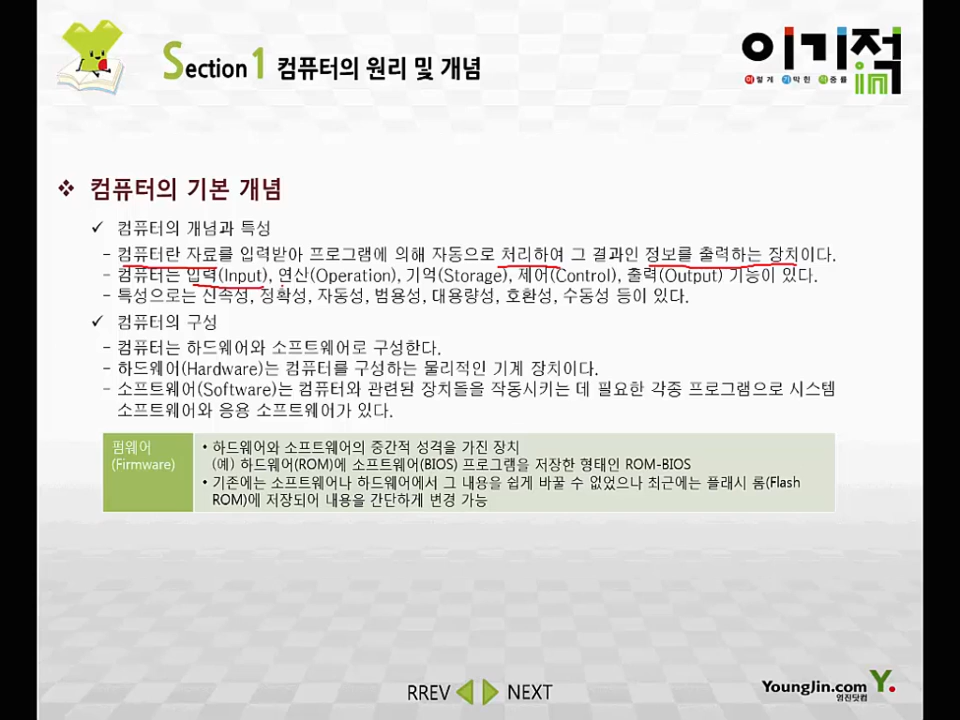 Section 1 컴퓨터의 원리 및 개념
이기적 in
이렇게 기막힌 적중률
❖ 컴퓨터의 기본 개념
✓ 컴퓨터의 개념과 특성
- 컴퓨터란 자료를 입력받아 프로그램에 의해 자동으로 처리하여 그 결과인 정보를 출력하는 장치이다.
- 컴퓨터는 입력(Input), 연산(Operation), 기억(Storage), 제어(Control), 출력(Output) 기능이 있다.
- 특성으로는 신속성, 정확성, 자동성, 범용성, 대용량성, 호환성, 수동성 등이 있다.
✓ 컴퓨터의 구성
- 컴퓨터는 하드웨어와 소프트웨어로 구성한다.
- 하드웨어(Hardware)는 컴퓨터를 구성하는 물리적인 기계 장치이다.
- 소프트웨어(Software)는 컴퓨터와 관련된 장치들을 작동시키는 데 필요한 각종 프로그램으로 시스템
소프트웨어와 응용 소프트웨어가 있다.
펌웨어
(Firmware)
• 하드웨어와 소프트웨어의 중간적 성격을 가진 장치
(예) 하드웨어(ROM)에 소프트웨어(BIOS) 프로그램을 저장한 형태인 ROM-BIOS
• 기존에는 소프트웨어나 하드웨어에서 그 내용을 쉽게 바꿀 수 없었으나 최근에는 플래시 롬(Flash
ROM)에 저장되어 내용을 간단하게 변경 가능
RREV NEXT
YoungJin.com Y.
영진닷컴